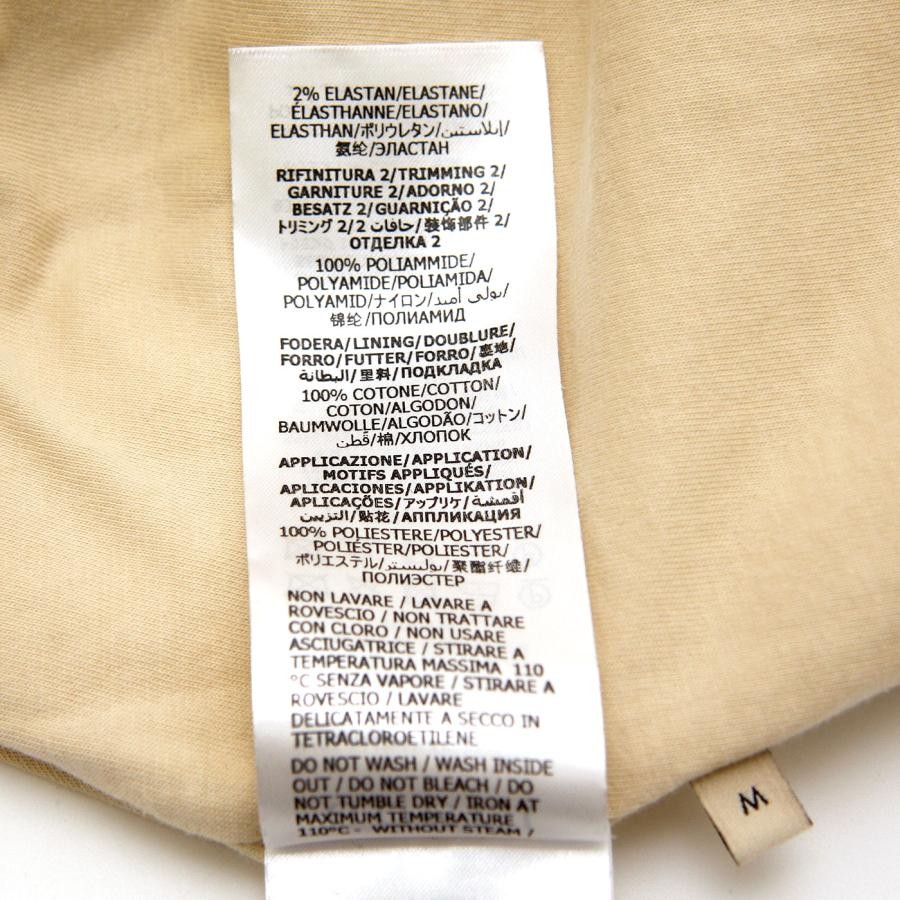 2% ELASTAN/ELASTANE/
ÉLASTHANNE/ELASTANO/
ELASTHAN/ポリウレタン/إيلاستين/
氨纶/ЭЛАСТАН
RIFINITURA 2/TRIMMING 2/
GARNITURE 2/ADORNO 2/
BESATZ 2/GUARNIÇÃO 2/
トリミング 2/حافات 2/装饰部件 2/
ОТДЕЛКА 2
100% POLIAMMIDE/
POLYAMIDE/POLIAMIDA/
POLYAMID/ナイロン/بولي أميد/
锦纶/ПОЛИАМИД
FODERA/LINING/DOUBLURE/
FORRO/FUTTER/FORRO/裏地/
البطانة/里料/ПОДКЛАДКА
100% COTONE/COTTON/
COTON/ALGODON/
BAUMWOLLE/ALGODÃO/コットン/
قطن/棉/ХЛОПОК
APPLICAZIONE/APPLICATION/
MOTIFS APPLIQUÉS/
APLICACIONES/APPLIKATION/
APLICAÇÕES/アップリケ/أقمشة
التزيين/贴花/АППЛИКАЦИЯ
100% POLIESTERE/POLYESTER/
POLIÉSTER/POLIESTER/
ポリエステル/بوليستر/聚酯纤维/
ПОЛИЭСТЕР
NON LAVARE / LAVARE A
ROVESCIO / NON TRATTARE
CON CLORO / NON USARE
ASCIUGATRICE / STIRARE A
TEMPERATURA MASSIMA 110
°C SENZA VAPORE / STIRARE A
ROVESCIO / LAVARE
DELICATAMENTE A SECCO IN
TETRACLOROETILENE
DO NOT WASH / WASH INSIDE
OUT / DO NOT BLEACH / DO
NOT TUMBLE DRY / IRON AT
MAXIMUM TEMPERATURE
110°C - WITHOUT STEAM /
M